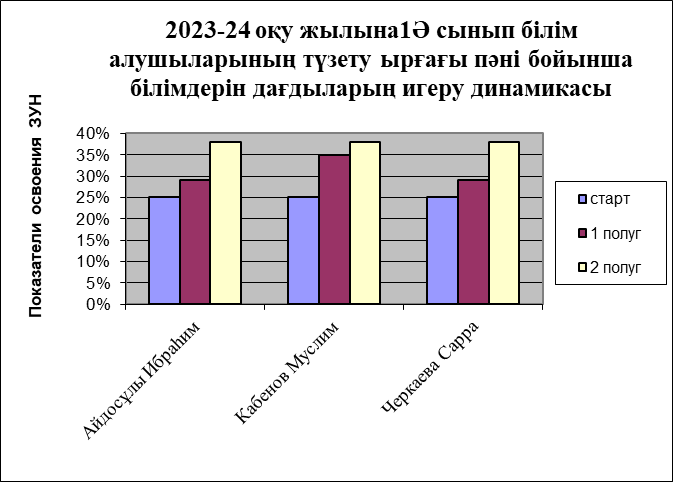 2023-24 оқу жылына1Ә сынып білім
алушыларының түзету ырғағы пәні бойынша
білімдерін дағдыларың игеру динамикасы
Показатели освоения ЗУН
40%
35%
30%
25%
20%
15%
10%
5%
0%
Айдосұлы Ибраһим
Кабенов Муслим
Черкаева Сарра
старт
1 полуг
2 полуг